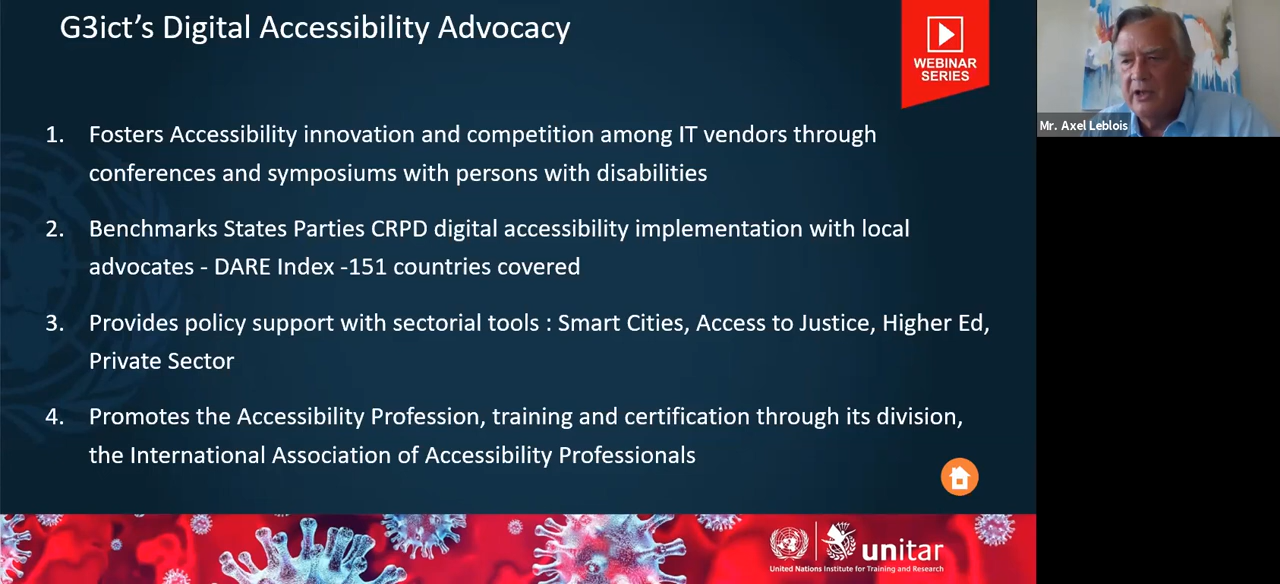 G3ict’s Digital Accessibility Advocacy
WEBINAR
SERIES
Mr. Axel Leblois
1. Fosters Accessibility innovation and competition among IT vendors through
conferences and symposiums with persons with disabilities
2. Benchmarks States Parties CRPD digital accessibility implementation with local
advocates - DARE Index -151 countries covered
3. Provides policy support with sectorial tools : Smart Cities, Access to Justice, Higher Ed,
Private Sector
4. Promotes the Accessibility Profession, training and certification through its division,
the International Association of Accessibility Professionals
unitar
United Nations Institute for Training and Research